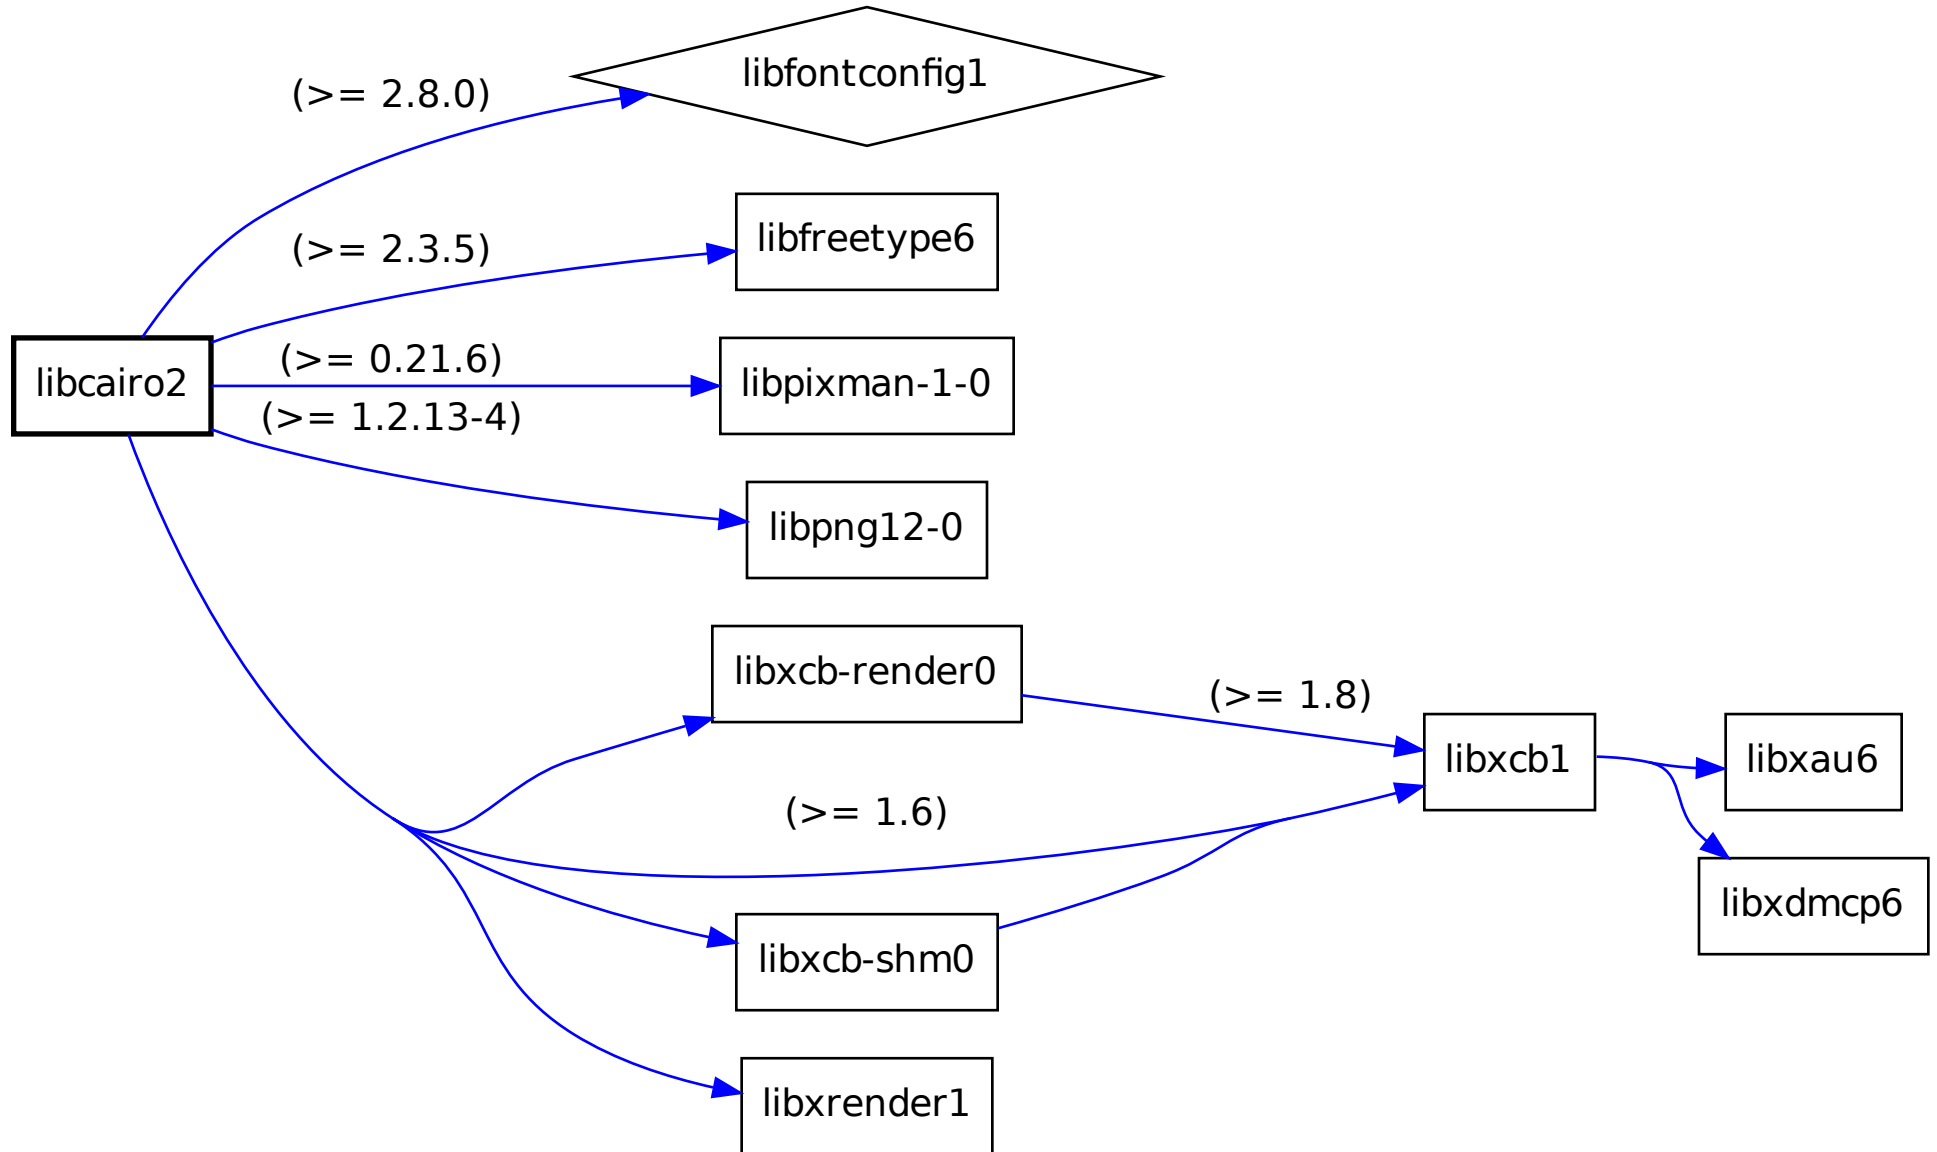 libfontconfig1
(>= 2.8.0)
libfreetype6
(>= 2.3.5)
libcairo2
(>= 0.21.6)
libpixman-1-0
(>= 1.2.13-4)
libpng12-0
libxcb-render0
(>= 1.8)
libxcb1
libxau6
(>= 1.6)
libxdmcp6
libxcb-shm0
libxrender1